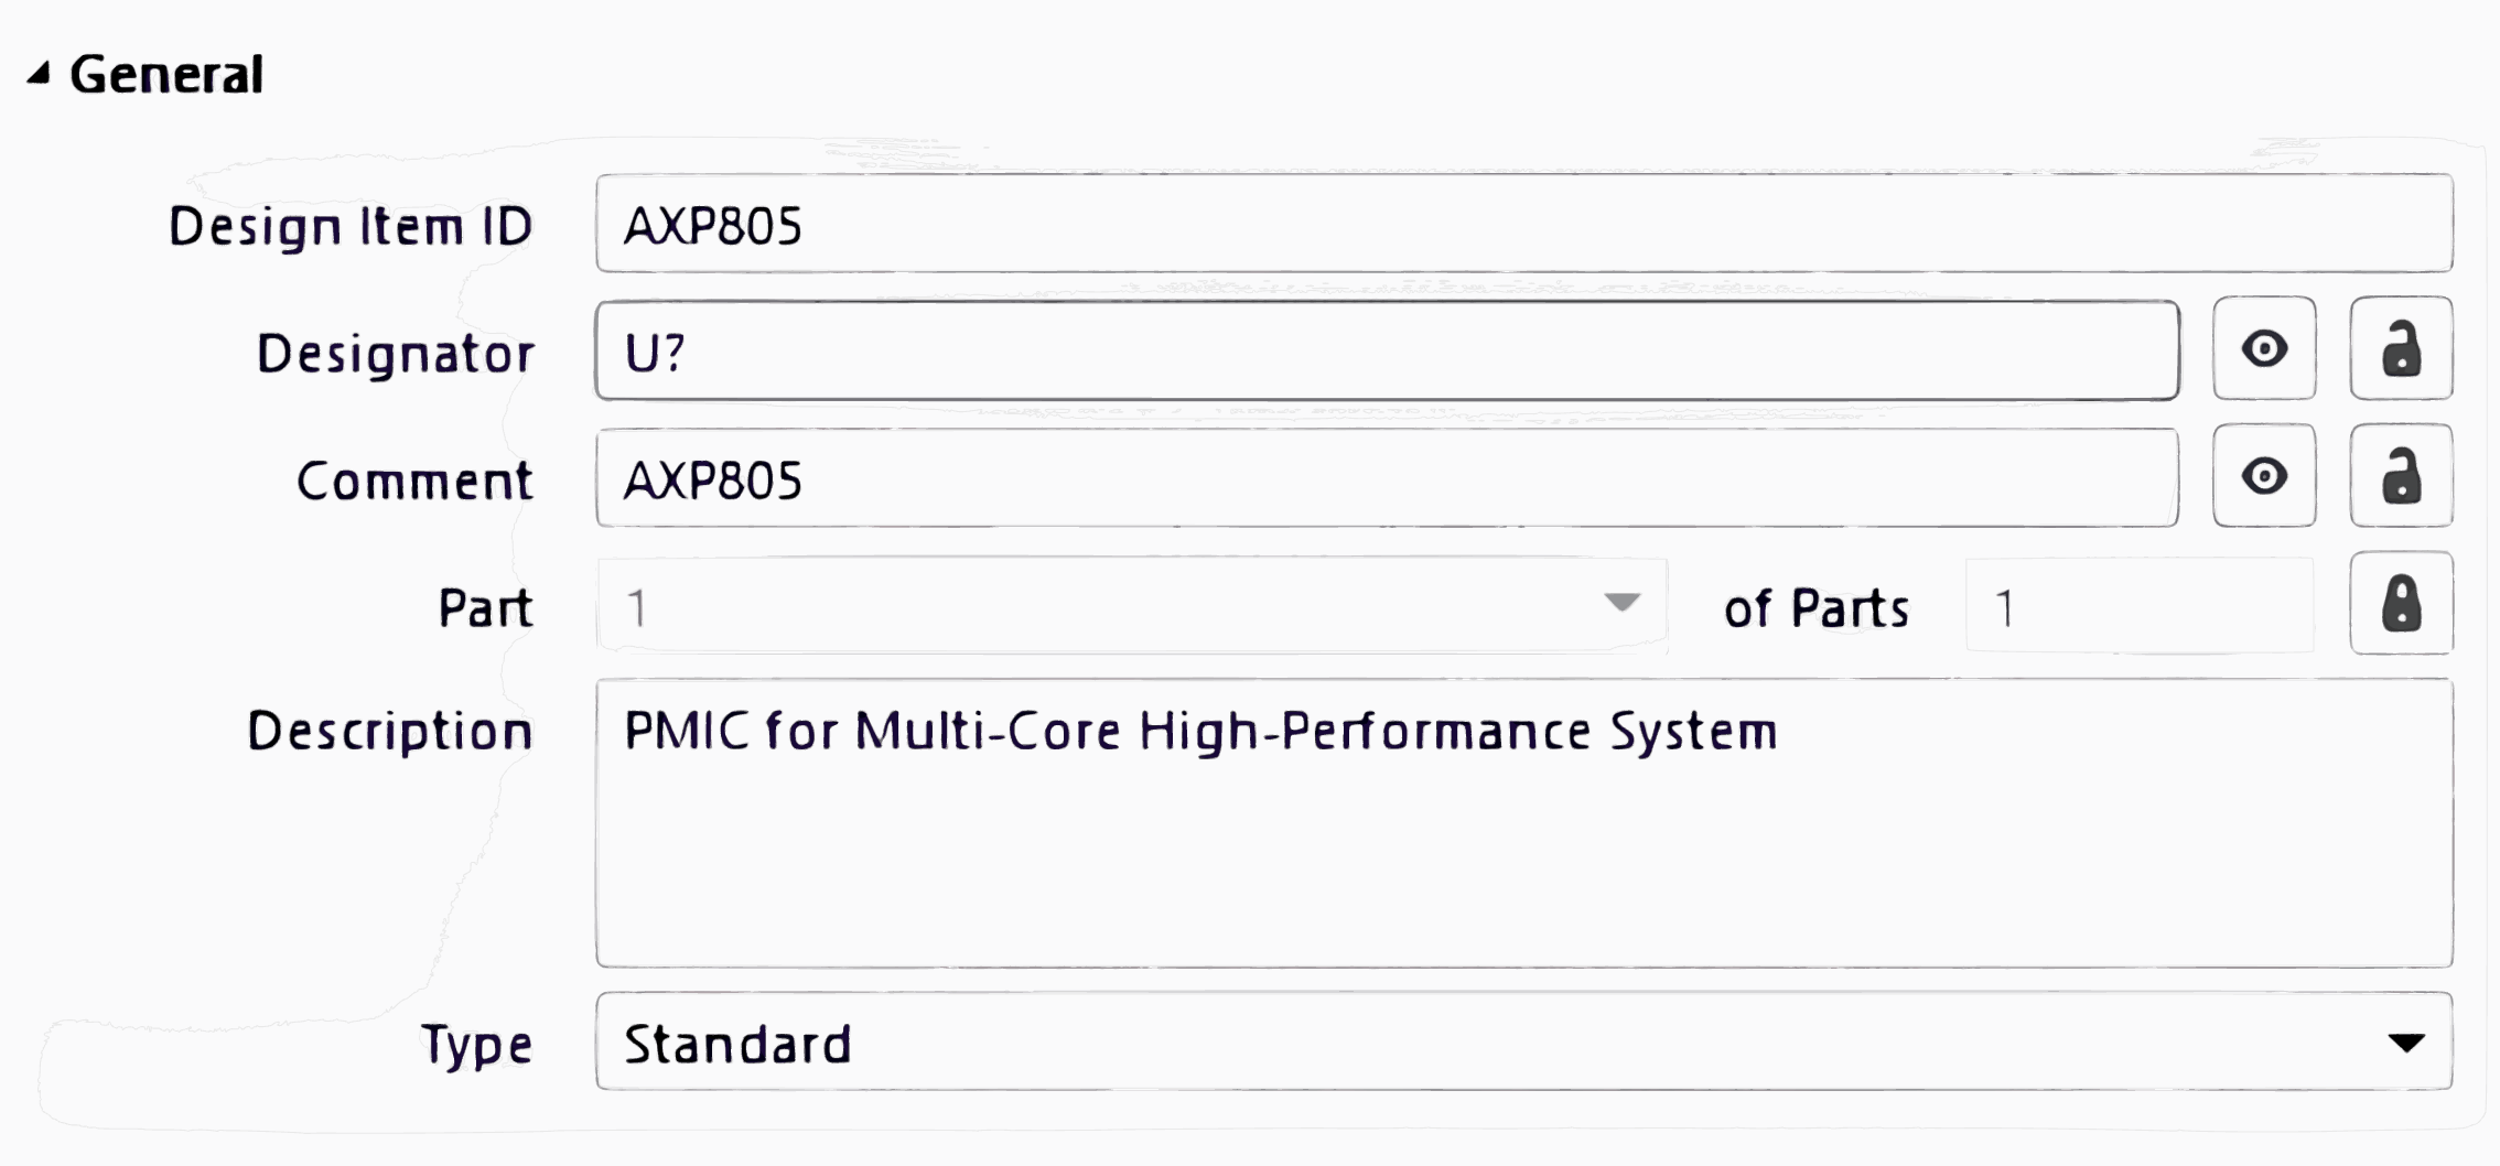 General
Design Item ID AXP805
Designator U?
Comment AXP805
Part 1 of Parts 1
Description PMIC for Multi-Core High-Performance System
Type Standard